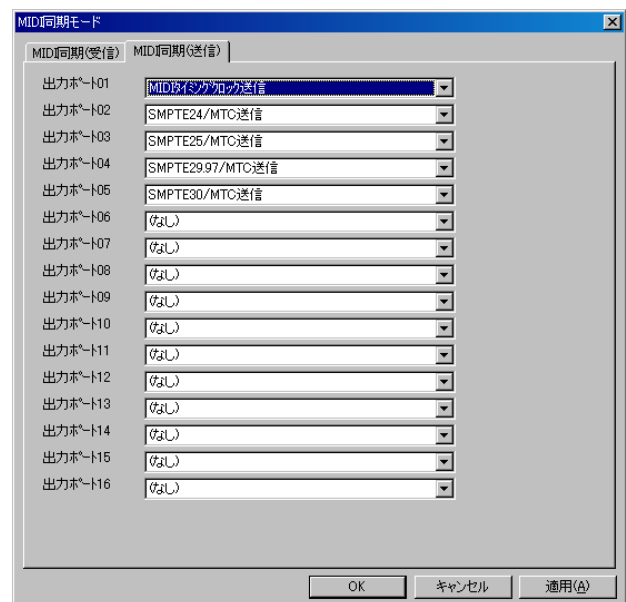 MIDI同期モード
MIDI同期(受信) MIDI同期(送信)
出力ポート01 MIDIタイミングクロック送信
出力ポート02 SMPTE24/MTC送信
出力ポート03 SMPTE25/MTC送信
出力ポート04 SMPTE29.97/MTC送信
出力ポート05 SMPTE30/MTC送信
出力ポート06 (なし)
出力ポート07 (なし)
出力ポート08 (なし)
出力ポート09 (なし)
出力ポート10 (なし)
出力ポート11 (なし)
出力ポート12 (なし)
出力ポート13 (なし)
出力ポート14 (なし)
出力ポート15 (なし)
出力ポート16 (なし)
OK キャンセル 適用(A)